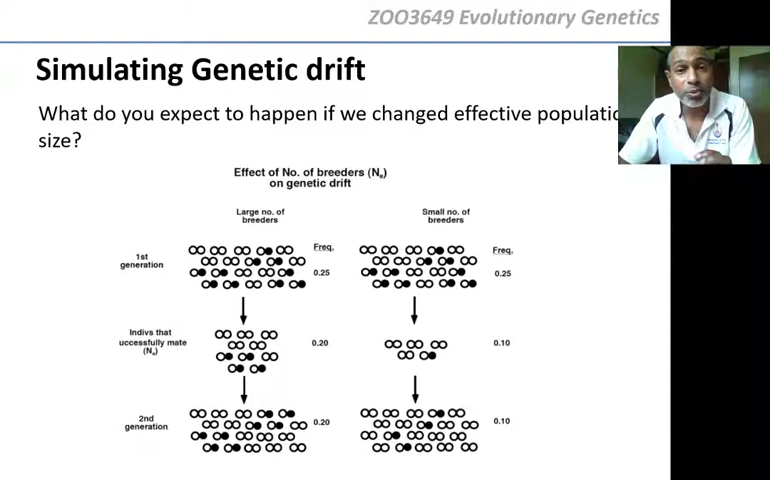 ZOO3649 Evolutionary Genetics
Simulating Genetic drift
What do you expect to happen if we changed effective
size?
Effect of No. of breeders (Ne)
on genetic drift
Large no. of
breeders
Small no. of
breeders
1st
generation
Freq.
0.25
Freq.
0.25
Indivs that
uccessfully mate
(Ne)
0.20
0.10
2nd
generation
0.20
0.10